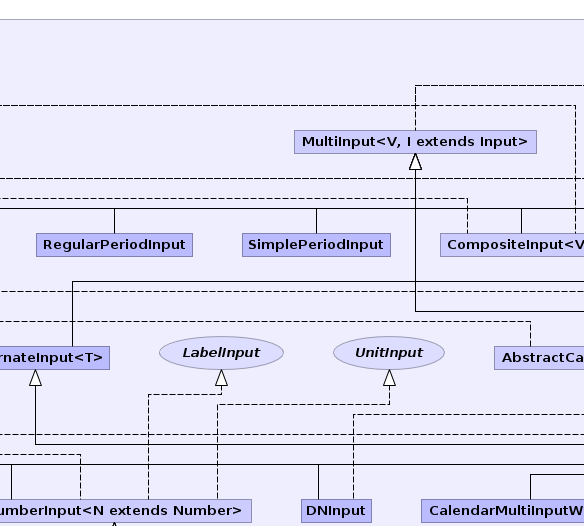 MultiInput<V, I extends Input>
RegularPeriodInput
SimplePeriodInput
CompositeInput<V
rnateInput<T>
LabelInput
UnitInput
AbstractCa
umberInput<N extends Number>
DNInput
CalendarMultiInputW